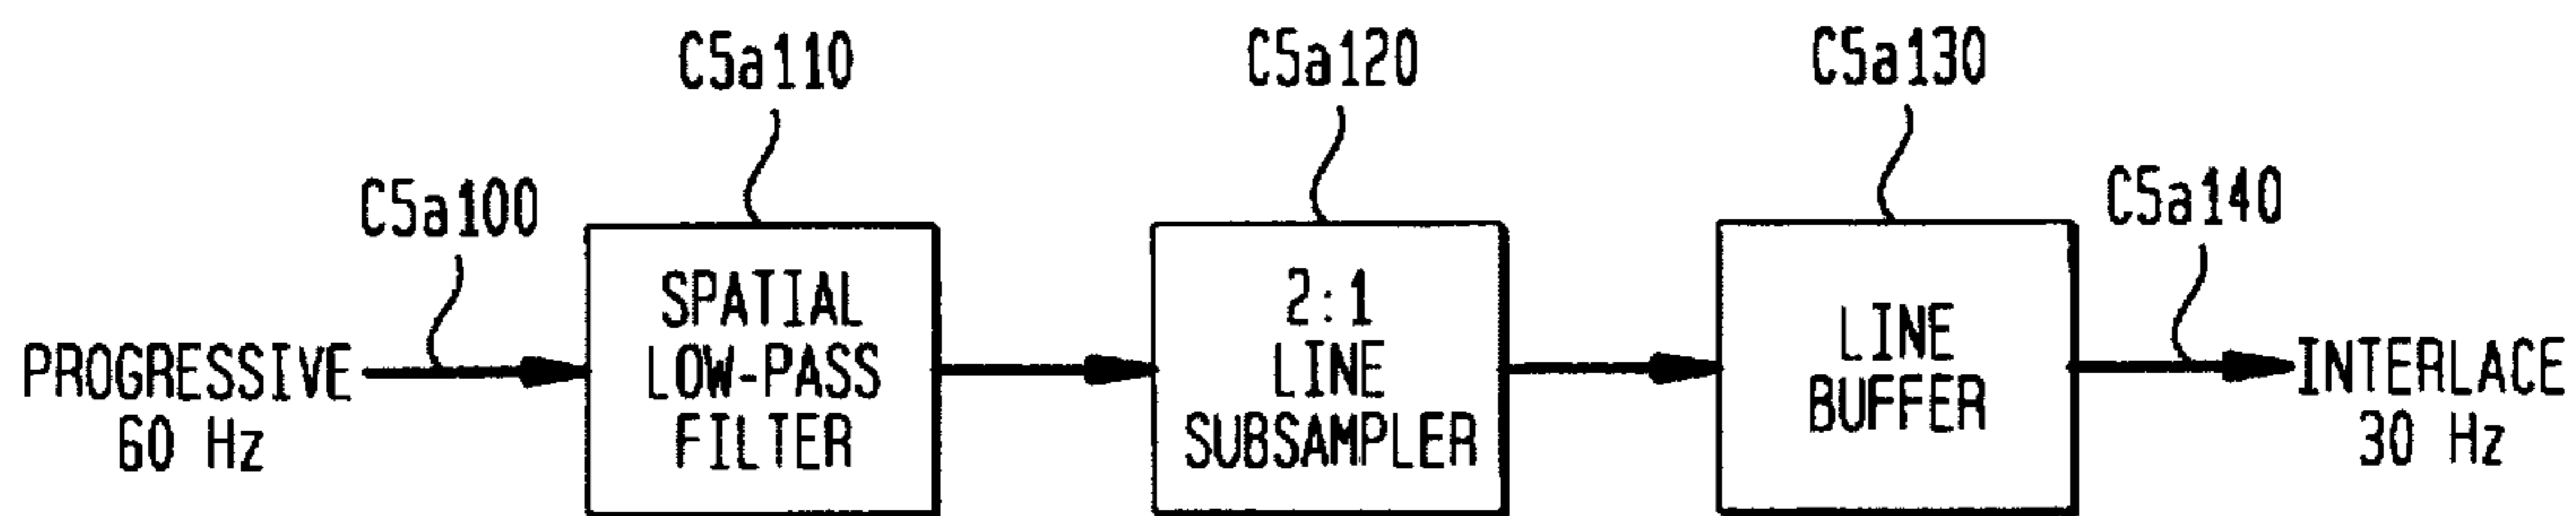 C5a110
C5a120
C5a130
C5a100
C5a140
PROGRESSIVE
60 Hz
SPATIAL
LOW-PASS
FILTER
2:1
LINE
SUBSAMPLER
LINE
BUFFER
INTERLACE
30 Hz